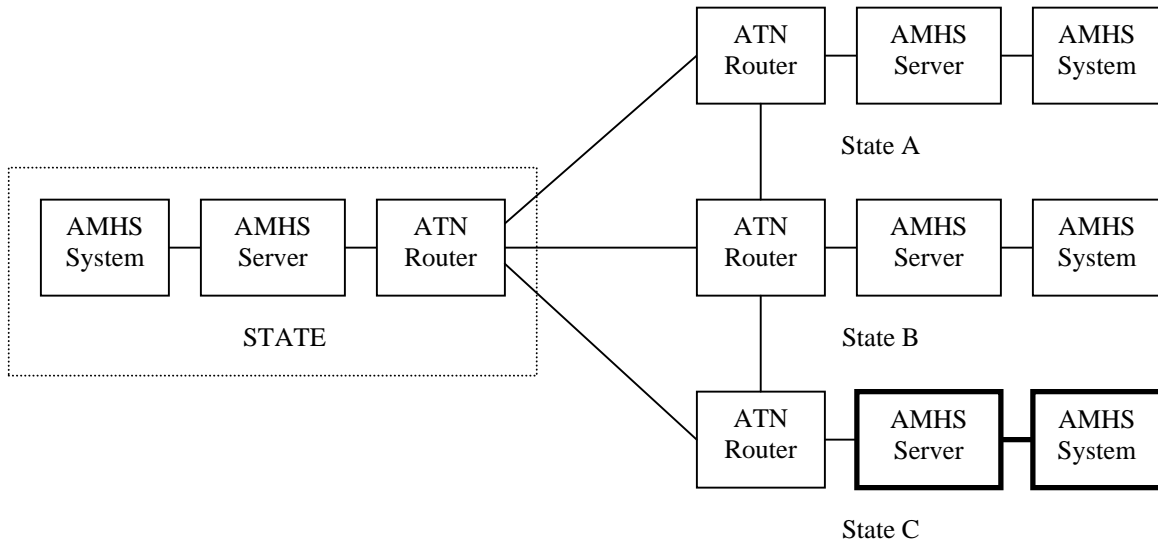 ATN
Router
AMHS
Server
AMHS
System
State A
AMHS
System
AMHS
Server
ATN
Router
STATE
ATN
Router
AMHS
Server
AMHS
System
State B
ATN
Router
AMHS
Server
AMHS
System
State C